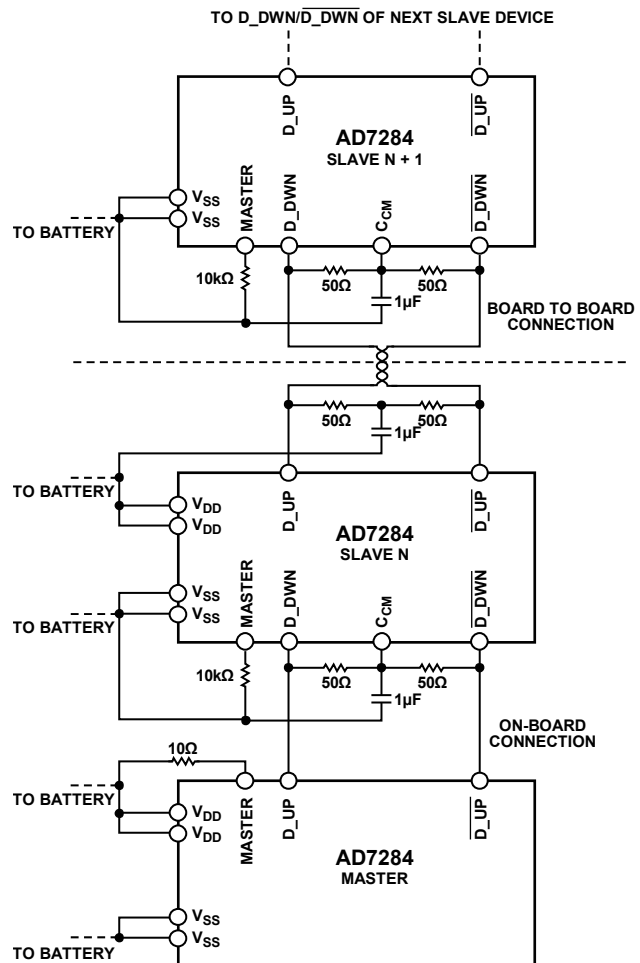 TO D_DWN/D_DWN OF NEXT SLAVE DEVICE
D_UP
D_UP
AD7284
SLAVE N + 1
VSS
VSS
TO BATTERY
MASTER
D_DWN
CCM
D_DWN
10kΩ
50Ω
50Ω
1µF
BOARD TO BOARD
CONNECTION
50Ω
50Ω
1µF
TO BATTERY
VDD
VDD
D_UP
D_UP
AD7284
SLAVE N
VSS
VSS
TO BATTERY
MASTER
D_DWN
CCM
D_DWN
10kΩ
50Ω
50Ω
1µF
ON-BOARD
CONNECTION
10Ω
TO BATTERY
VDD
VDD
MASTER
D_UP
D_UP
AD7284
MASTER
VSS
VSS
TO BATTERY